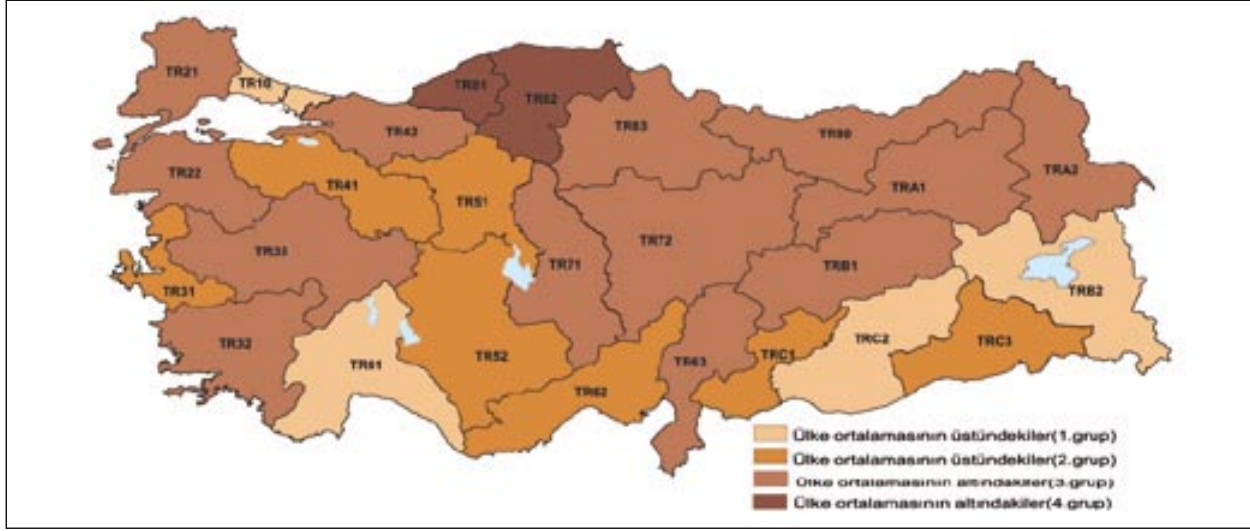 TR21
TR10
TR81
TR82
TR42
TR83
TR90
TRA2
TR22
TRA1
TR41
TR51
TR33
TR72
TR71
TRB1
TR31
TRB2
TR32
TRC2
TRC3
TR52
TRC1
TR63
TR61
TR62
Ülke ortalamasının üstündekiler(1.grup)
Ülke ortalamasının üstündekiler(2.grup)
Ülke ortalamasının altındakiler(3.grup)
Ülke ortalamasının altındakiler(4.grup)